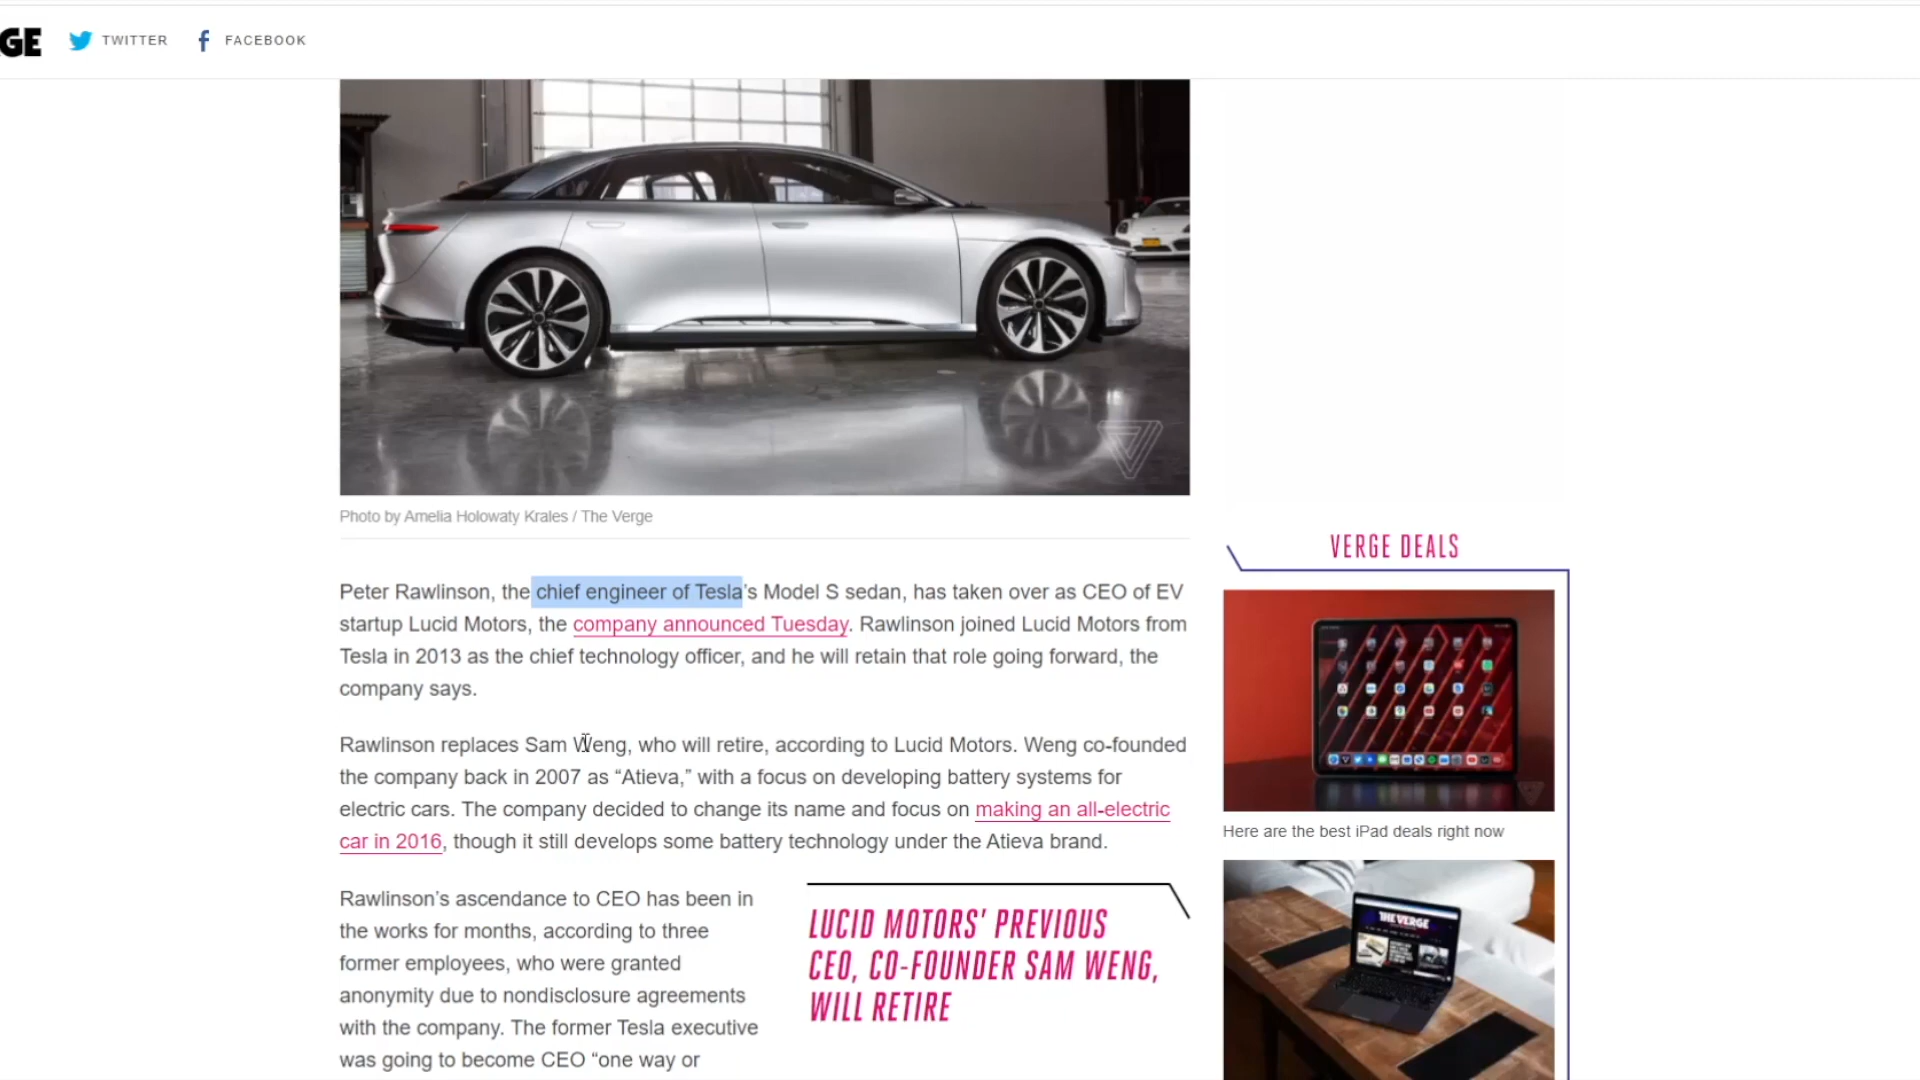 GE
TWITTER
FACEBOOK
Photo by Amelia Holowaty Krales / The Verge
Peter Rawlinson, the chief engineer of Tesla’s Model S sedan, has taken over as CEO of EV
startup Lucid Motors, the company announced Tuesday. Rawlinson joined Lucid Motors from
Tesla in 2013 as the chief technology officer, and he will retain that role going forward, the
company says.
Rawlinson replaces Sam Weng, who will retire, according to Lucid Motors. Weng co-founded
the company back in 2007 as “Atieva,” with a focus on developing battery systems for
electric cars. The company decided to change its name and focus on making an all-electric
car in 2016, though it still develops some battery technology under the Atieva brand.
Rawlinson’s ascendance to CEO has been in
the works for months, according to three
former employees, who were granted
anonymity due to nondisclosure agreements
with the company. The former Tesla executive
was going to become CEO “one way or
LUCID MOTORS’ PREVIOUS
CEO, CO-FOUNDER SAM WENG,
WILL RETIRE
VERGE DEALS
Here are the best iPad deals right now
THE VERGE